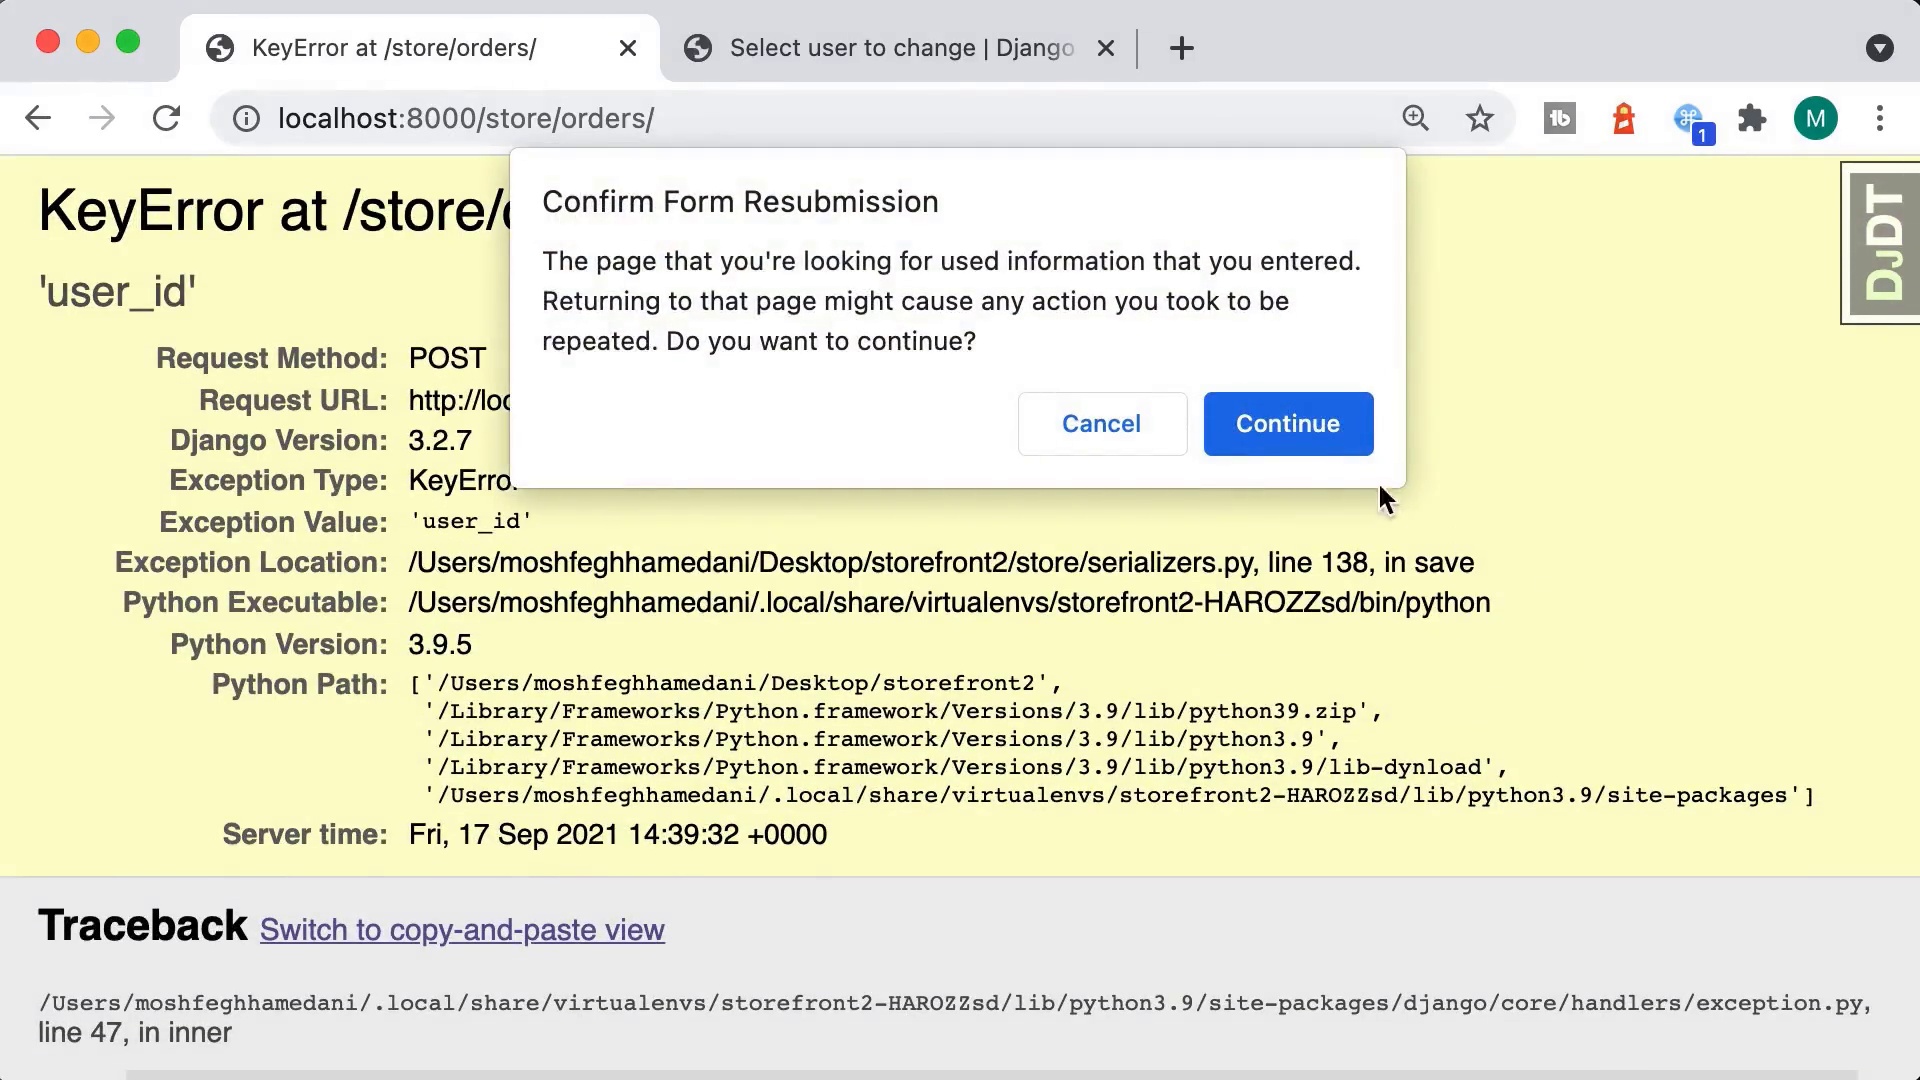 KeyError at /store/orders/
Select user to change | Django
localhost:8000/store/orders/
1
M
KeyError at /store/
'user_id'
DJDT
Confirm Form Resubmission
The page that you're looking for used information that you entered.
Returning to that page might cause any action you took to be
repeated. Do you want to continue?
Cancel
Continue
Request Method: POST
Request URL: http://loc
Django Version: 3.2.7
Exception Type: KeyError
Exception Value: 'user_id'
Exception Location: /Users/moshfeghhamedani/Desktop/storefront2/store/serializers.py, line 138, in save
Python Executable: /Users/moshfeghhamedani/.local/share/virtualenvs/storefront2-HAROZZsd/bin/python
Python Version: 3.9.5
Python Path: ['/Users/moshfeghhamedani/Desktop/storefront2',
'/Library/Frameworks/Python.framework/Versions/3.9/lib/python39.zip',
'/Library/Frameworks/Python.framework/Versions/3.9/lib/python3.9',
'/Library/Frameworks/Python.framework/Versions/3.9/lib/python3.9/lib-dynload',
'/Users/moshfeghhamedani/.local/share/virtualenvs/storefront2-HAROZZsd/lib/python3.9/site-packages']
Server time: Fri, 17 Sep 2021 14:39:32 +0000
Traceback Switch to copy-and-paste view
/Users/moshfeghhamedani/.local/share/virtualenvs/storefront2-HAROZZsd/lib/python3.9/site-packages/django/core/handlers/exception.py,
line 47, in inner